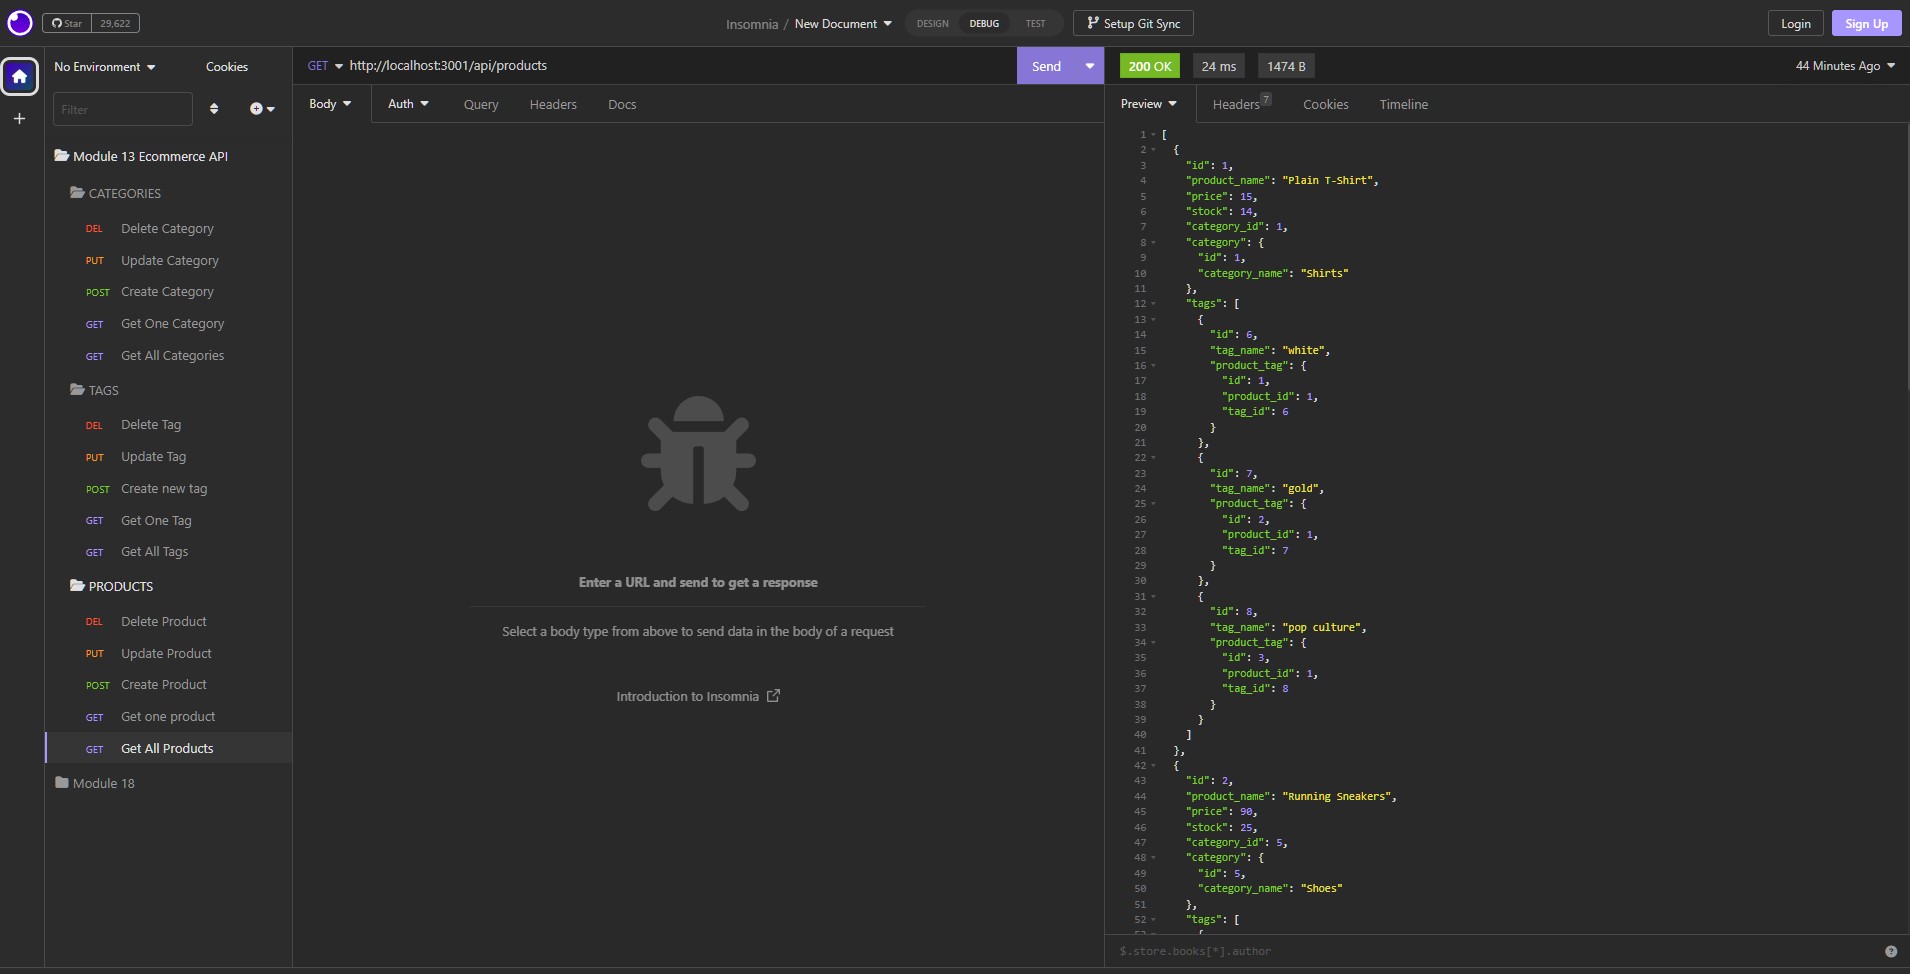 Star 29,622
Insomnia / New Document
DESIGN DEBUG TEST
Setup Git Sync
Login
Sign Up
No Environment
Cookies
Filter
Module 13 Ecommerce API
CATEGORIES
DEL Delete Category
PUT Update Category
POST Create Category
GET Get One Category
GET Get All Categories
TAGS
DEL Delete Tag
PUT Update Tag
POST Create new tag
GET Get One Tag
GET Get All Tags
PRODUCTS
DEL Delete Product
PUT Update Product
POST Create Product
GET Get one product
GET Get All Products
Module 18
GET http://localhost:3001/api/products
Send
Body Auth Query Headers Docs
Enter a URL and send to get a response
Select a body type from above to send data in the body of a request
Introduction to Insomnia
200 OK 24 ms 1474 B
44 Minutes Ago
Preview Headers 7 Cookies Timeline
1 [
2 {
3 "id": 1,
4 "product_name": "Plain T-Shirt",
5 "price": 15,
6 "stock": 14,
7 "category_id": 1,
8 "category": {
9 "id": 1,
10 "category_name": "Shirts"
11 },
12 "tags": [
13 {
14 "id": 6,
15 "tag_name": "white",
16 "product_tag": {
17 "id": 1,
18 "product_id": 1,
19 "tag_id": 6
20 }
21 },
22 {
23 "id": 7,
24 "tag_name": "gold",
25 "product_tag": {
26 "id": 2,
27 "product_id": 1,
28 "tag_id": 7
29 }
30 },
31 {
32 "id": 8,
33 "tag_name": "pop culture",
34 "product_tag": {
35 "id": 3,
36 "product_id": 1,
37 "tag_id": 8
38 }
39 }
40 ]
41 },
42 {
43 "id": 2,
44 "product_name": "Running Sneakers",
45 "price": 90,
46 "stock": 25,
47 "category_id": 5,
48 "category": {
49 "id": 5,
50 "category_name": "Shoes"
51 },
52 "tags": [
53 {
$.store.books[*].author